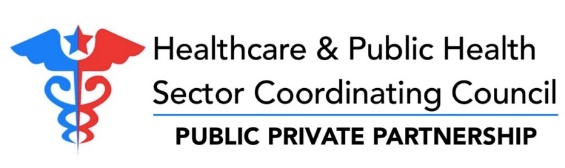 Healthcare & Public Health
Sector Coordinating Council
PUBLIC PRIVATE PARTNERSHIP